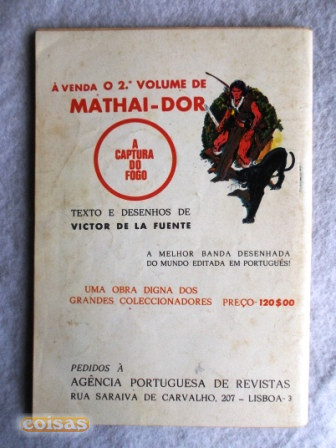 À VENDA O 2.º VOLUME DE
MATHAI-DOR
A
CAPTURA
DO
FOGO
TEXTO E DESENHOS DE
VICTOR DE LA FUENTE
A MELHOR BANDA DESENHADA
DO MUNDO EDITADA EM PORTUGUÊS!
UMA OBRA DIGNA DOS
GRANDES COLECCIONADORES PREÇO-120$00
PEDIDOS À
AGÊNCIA PORTUGUESA DE REVISTAS
RUA SARAIVA DE CARVALHO, 207 — LISBOA-3
coisas